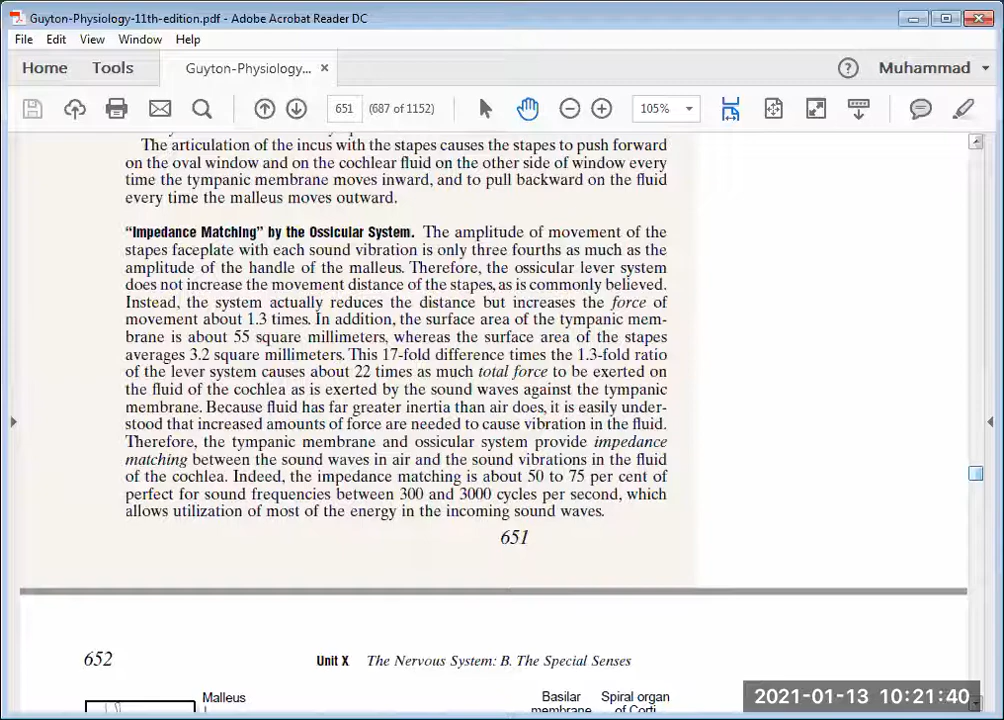 Guyton-Physiology-11th-edition.pdf - Adobe Acrobat Reader DC
File Edit View Window Help
Home Tools Guyton-Physiology... × ? Muhammad
651 (687 of 1152) 105%
The articulation of the incus with the stapes causes the stapes to push forward
on the oval window and on the cochlear fluid on the other side of window every
time the tympanic membrane moves inward, and to pull backward on the fluid
every time the malleus moves outward.
“Impedance Matching” by the Ossicular System. The amplitude of movement of the
stapes faceplate with each sound vibration is only three fourths as much as the
amplitude of the handle of the malleus. Therefore, the ossicular lever system
does not increase the movement distance of the stapes, as is commonly believed.
Instead, the system actually reduces the distance but increases the force of
movement about 1.3 times. In addition, the surface area of the tympanic mem-
brane is about 55 square millimeters, whereas the surface area of the stapes
averages 3.2 square millimeters. This 17-fold difference times the 1.3-fold ratio
of the lever system causes about 22 times as much total force to be exerted on
the fluid of the cochlea as is exerted by the sound waves against the tympanic
membrane. Because fluid has far greater inertia than air does, it is easily under-
stood that increased amounts of force are needed to cause vibration in the fluid.
Therefore, the tympanic membrane and ossicular system provide impedance
matching between the sound waves in air and the sound vibrations in the fluid
of the cochlea. Indeed, the impedance matching is about 50 to 75 per cent of
perfect for sound frequencies between 300 and 3000 cycles per second, which
allows utilization of most of the energy in the incoming sound waves.
651
652 Unit X The Nervous System: B. The Special Senses
Malleus
Basilar Spiral organ
membrane of Corti
2021-01-13 10:21:40